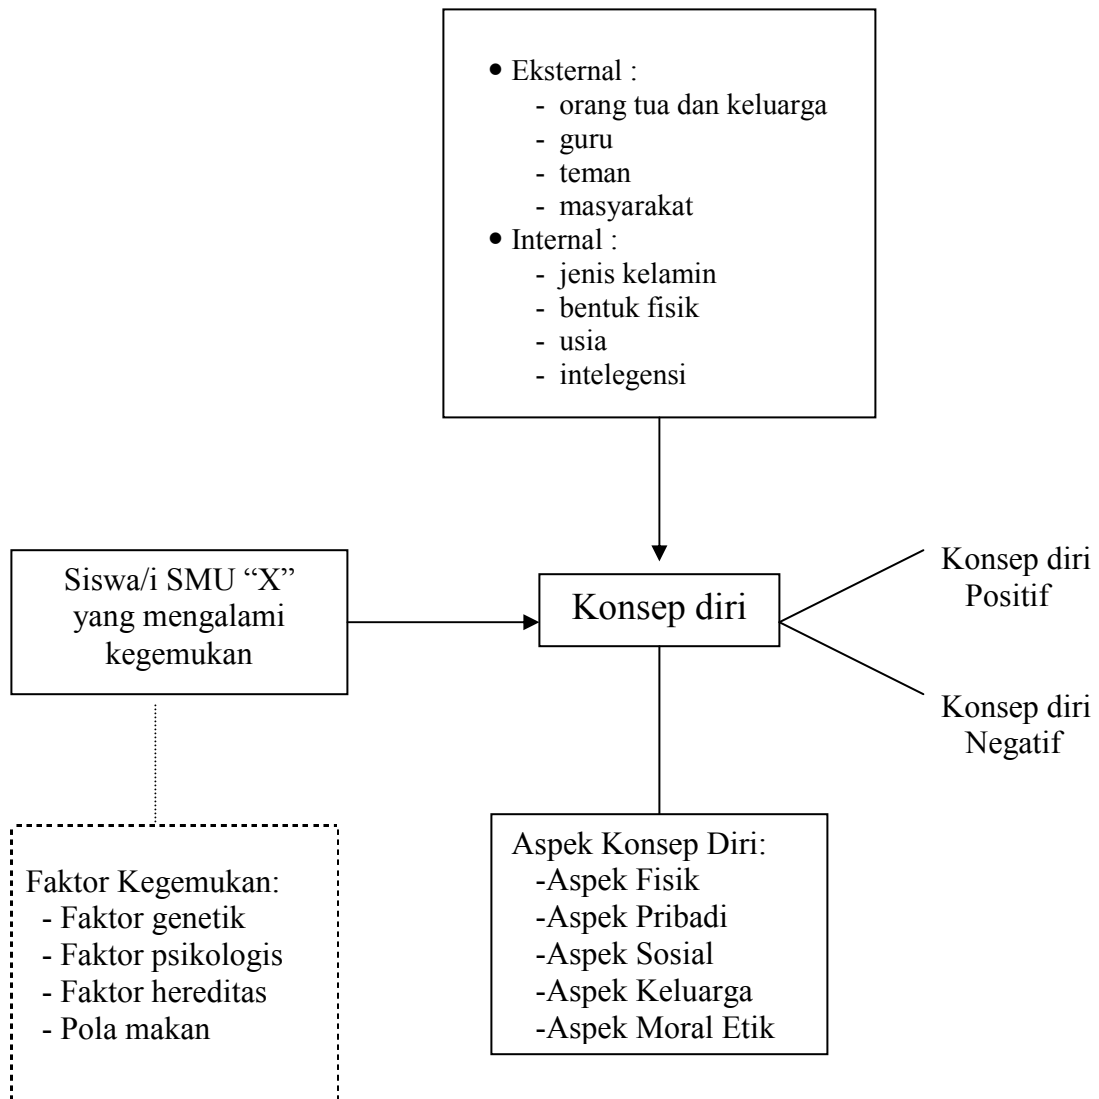 • Eksternal :
- orang tua dan keluarga
- guru
- teman
- masyarakat
• Internal :
- jenis kelamin
- bentuk fisik
- usia
- intelegensi
Siswa/i SMU “X”
yang mengalami
kegemukan
Konsep diri
Konsep diri
Positif
Konsep diri
Negatif
Faktor Kegemukan:
- Faktor genetik
- Faktor psikologis
- Faktor hereditas
- Pola makan
Aspek Konsep Diri:
-Aspek Fisik
-Aspek Pribadi
-Aspek Sosial
-Aspek Keluarga
-Aspek Moral Etik